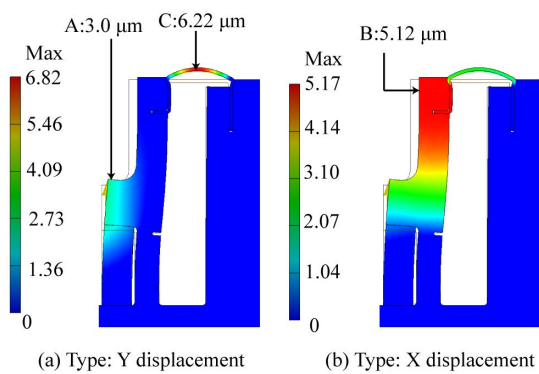 A:3.0 μm
C:6.22 μm
Max
6.82
5.46
4.09
2.73
1.36
0
(a) Type: Y displacement
B:5.12 μm
Max
5.17
4.14
3.10
2.07
1.04
0
(b) Type: X displacement